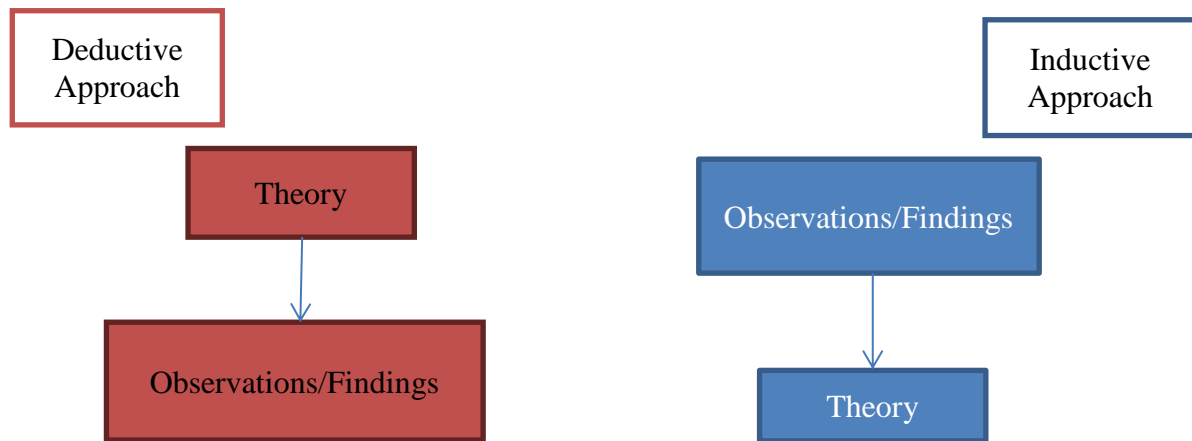 Deductive
Approach
Inductive
Approach
Theory
Observations/Findings
Observations/Findings
Theory